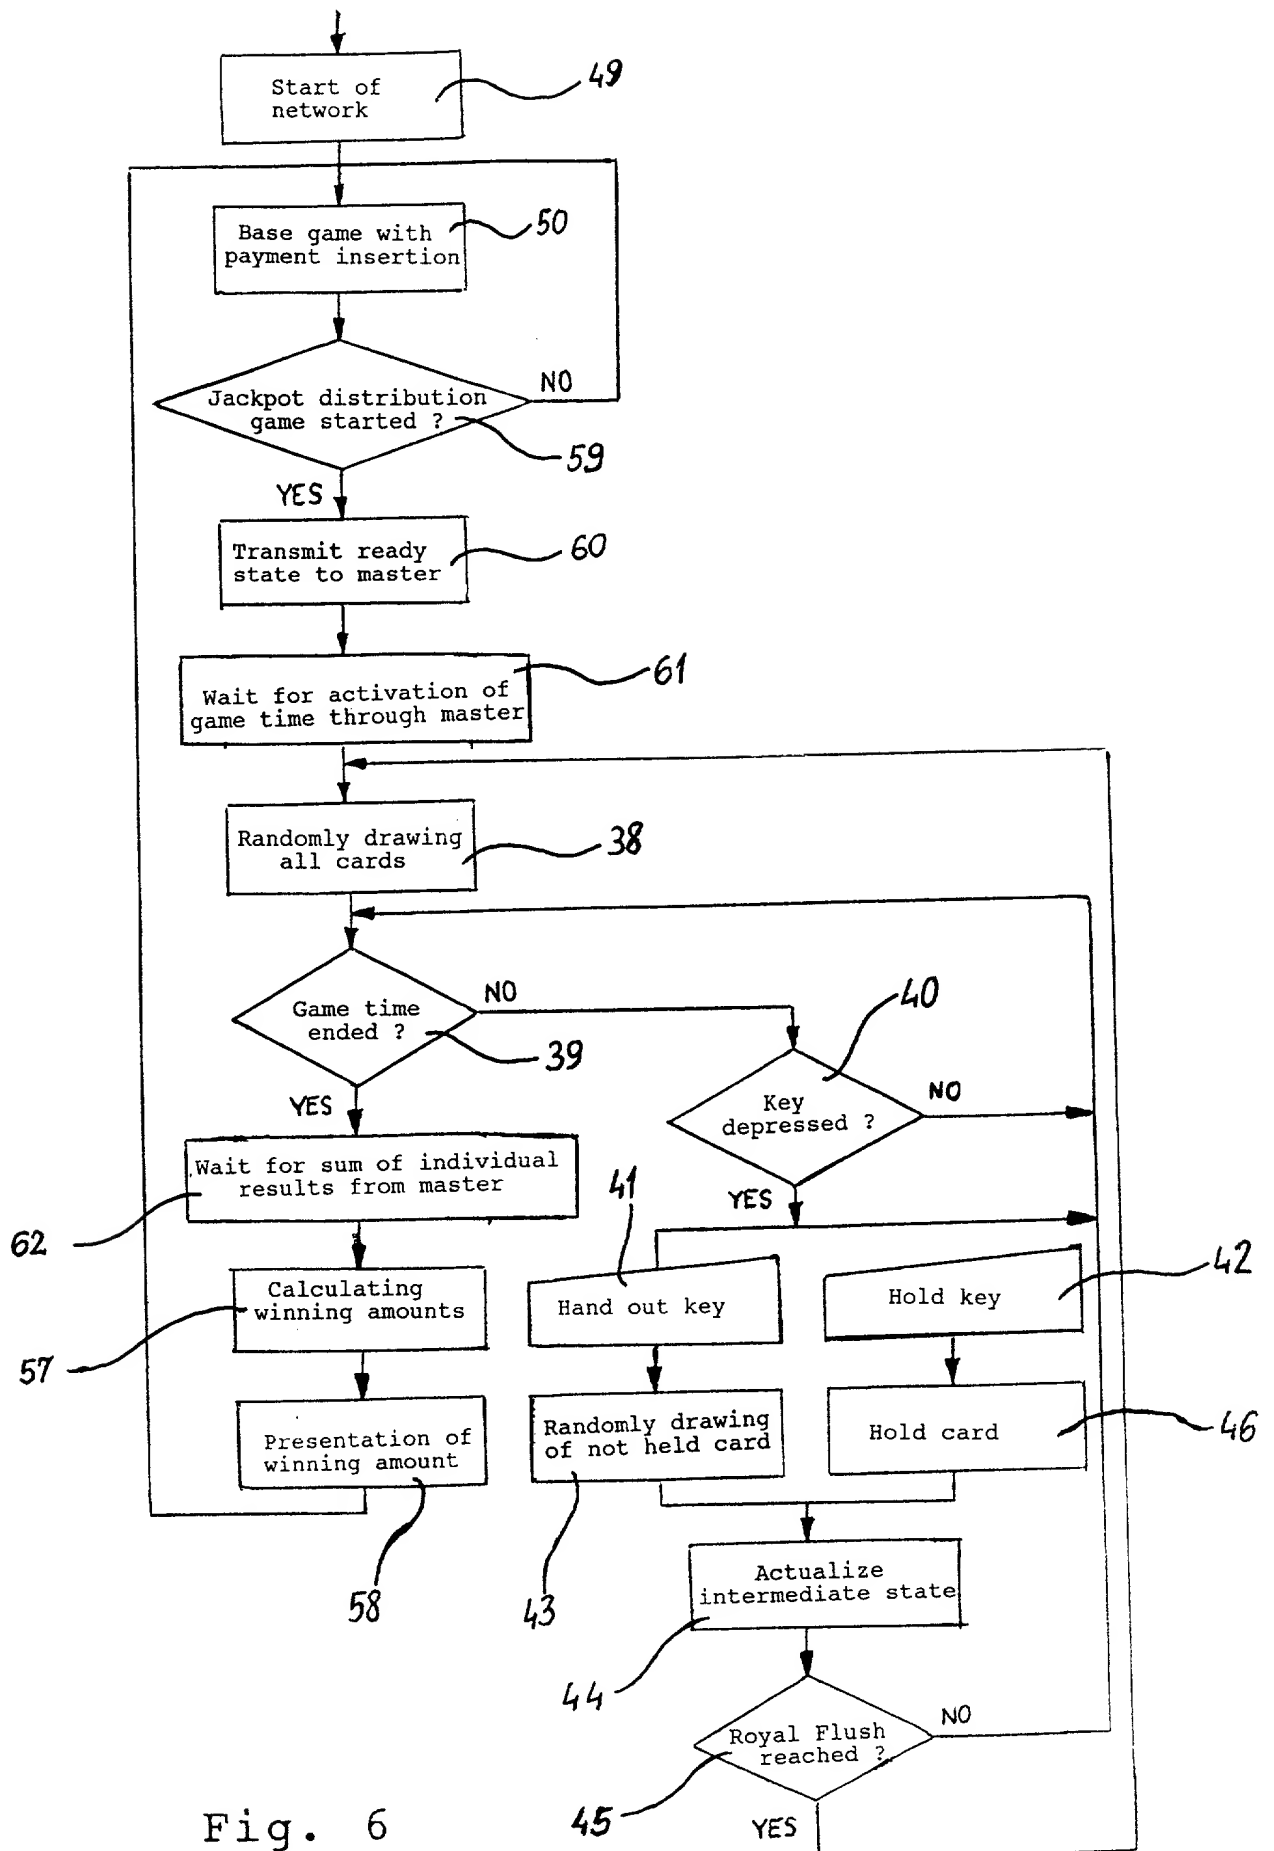 Start of
network
49
Base game with
payment insertion
50
Jackpot distribution
game started ?
NO
59
YES
Transmit ready
state to master
60
Wait for activation of
game time through master
61
Randomly drawing
all cards
38
Game time
ended ?
NO
39
40
Key
depressed ?
NO
YES
YES
Wait for sum of individual
results from master
62
41
42
Calculating
winning amounts
57
Hand out key
Hold key
Presentation of
winning amount
58
Randomly drawing
of not held card
43
Hold card
46
Actualize
intermediate state
44
Royal Flush
reached ?
NO
45
YES
Fig. 6